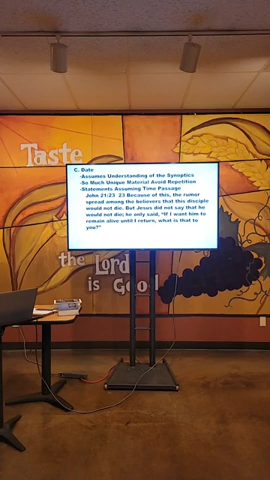 Taste
C. Date
-Assumes Understanding of the Synoptics
-So Much Unique Material Avoid Repetition
-Statements Assuming Time Passage
John 21:23 23 Because of this, the rumor
spread among the believers that this disciple
would not die. But Jesus did not say that he
would not die; he only said, "If I want him to
remain alive until I return, what is that to
you?"
the Lord
is Good